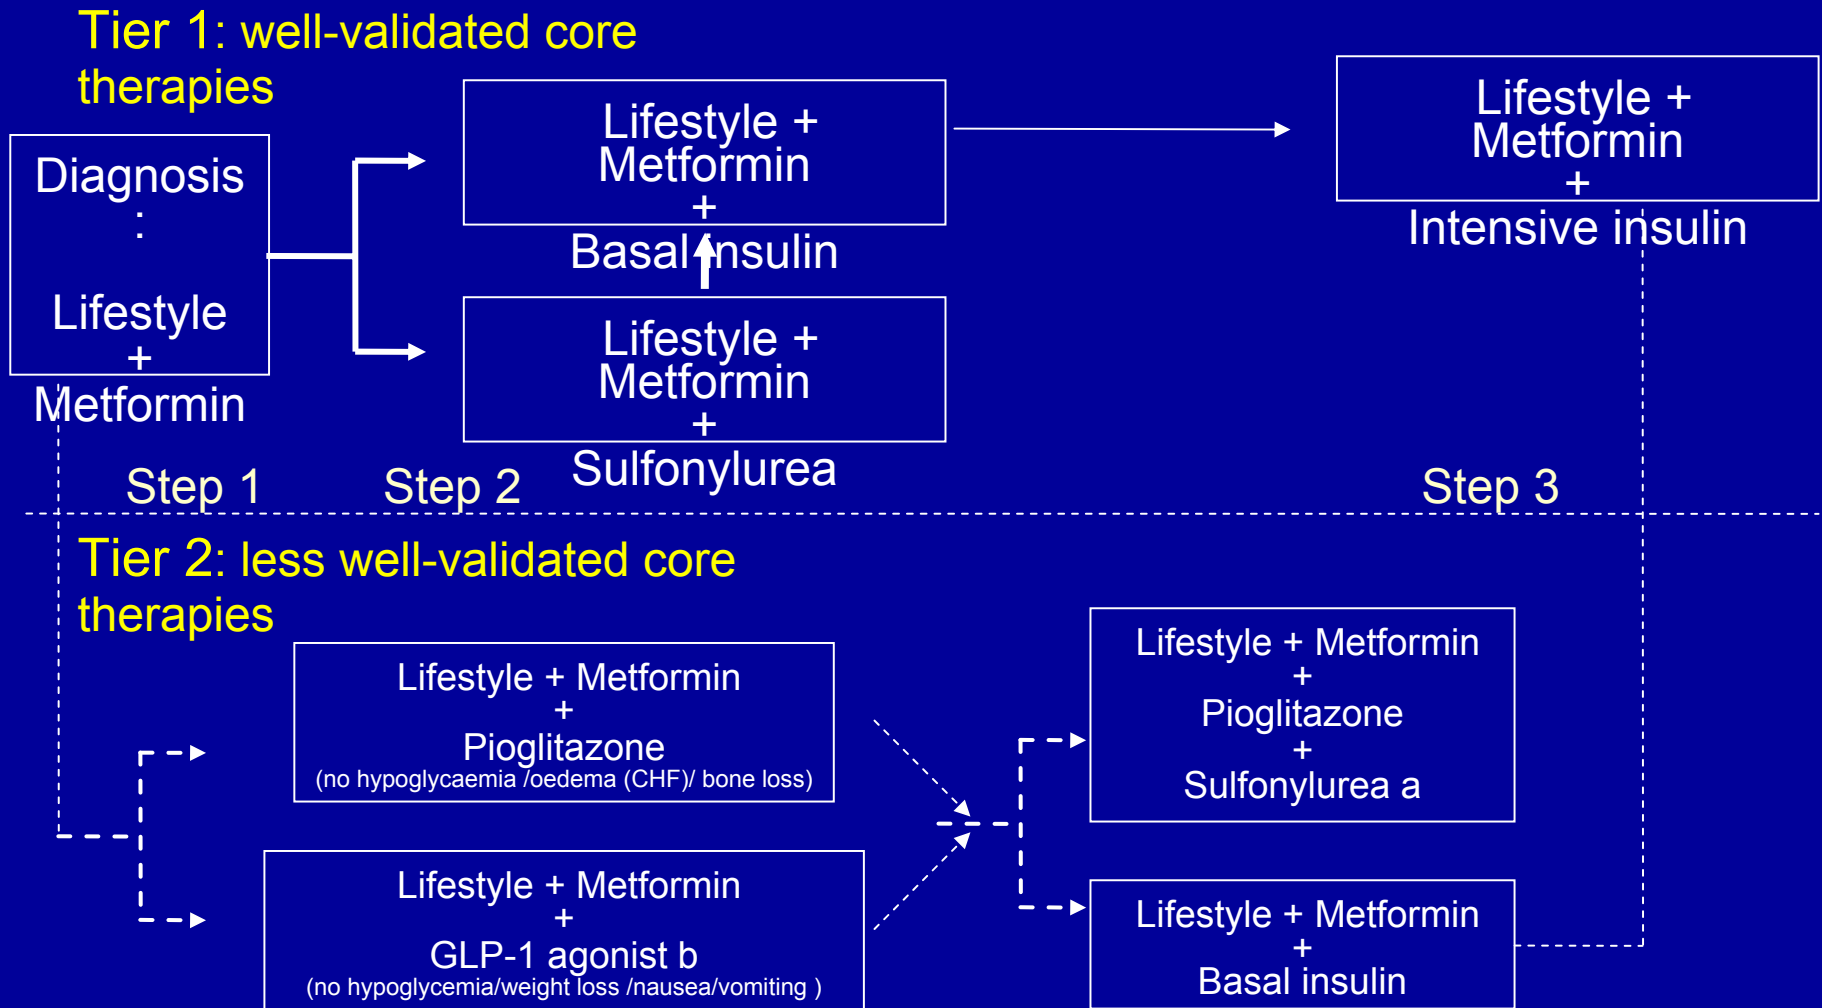 Tier 1: well-validated core
therapies
Diagnosis
:
Lifestyle
+
Metformin
Lifestyle +
Metformin
+
Basal insulin
Lifestyle +
Metformin
+
Sulfonylurea
Lifestyle +
Metformin
+
Intensive insulin
Step 1
Step 2
Step 3
Tier 2: less well-validated core
therapies
Lifestyle + Metformin
+
Pioglitazone
(no hypoglycaemia /oedema (CHF)/ bone loss)
Lifestyle + Metformin
+
GLP-1 agonist b
(no hypoglycemia/weight loss /nausea/vomiting )
Lifestyle + Metformin
+
Pioglitazone
+
Sulfonylurea a
Lifestyle + Metformin
+
Basal insulin